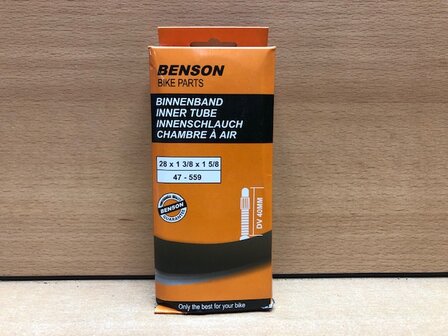 BENSON
BIKE PARTS
BINNENBAND
INNER TUBE
INNENSCHLAUCH
CHAMBRE À AIR
28 x 1 3/8 x 1 5/8
47 - 559
DV 40MM
BENSON
Only the best for your bike